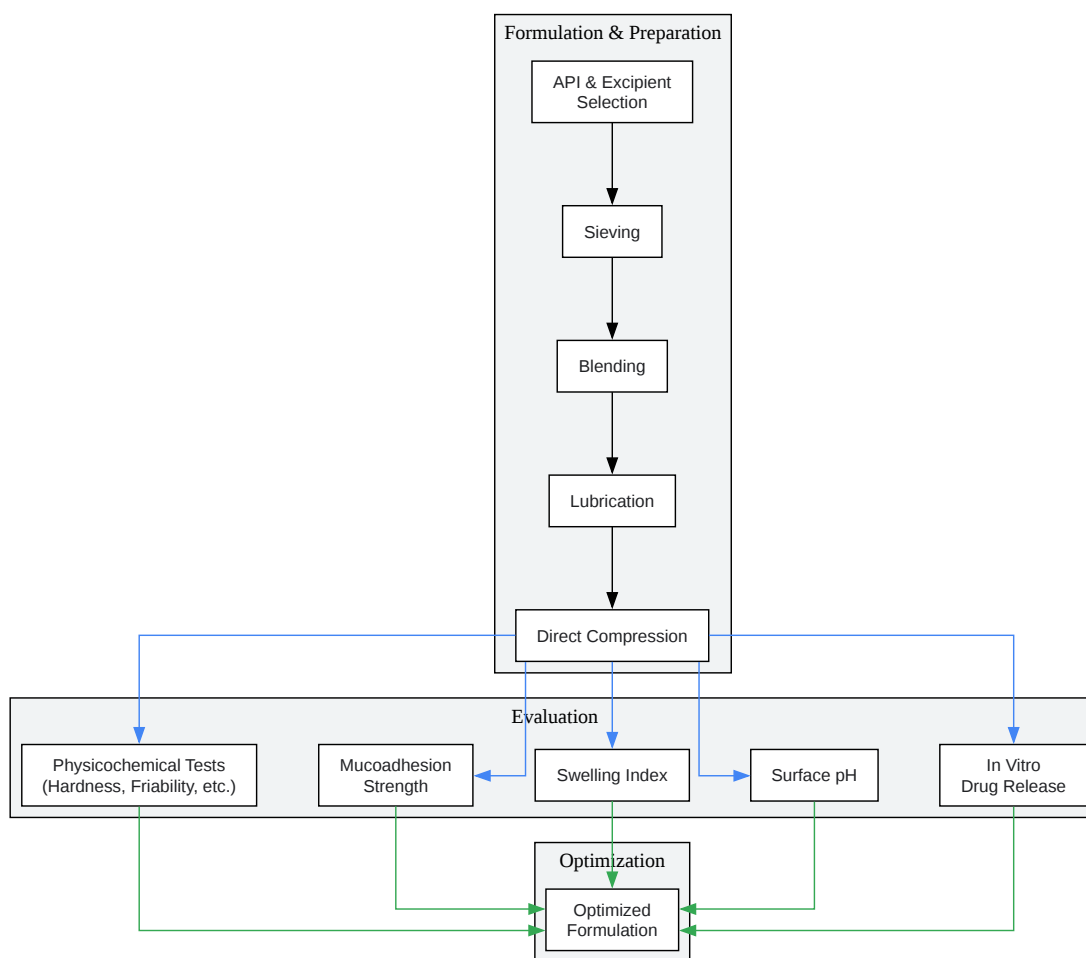 Formulation & Preparation
API & Excipient
Selection
Sieving
Blending
Lubrication
Direct Compression
Evaluation
Physicochemical Tests
(Hardness, Friability, etc.)
Mucoadhesion
Strength
Swelling Index
Surface pH
In Vitro
Drug Release
Optimization
Optimized
Formulation